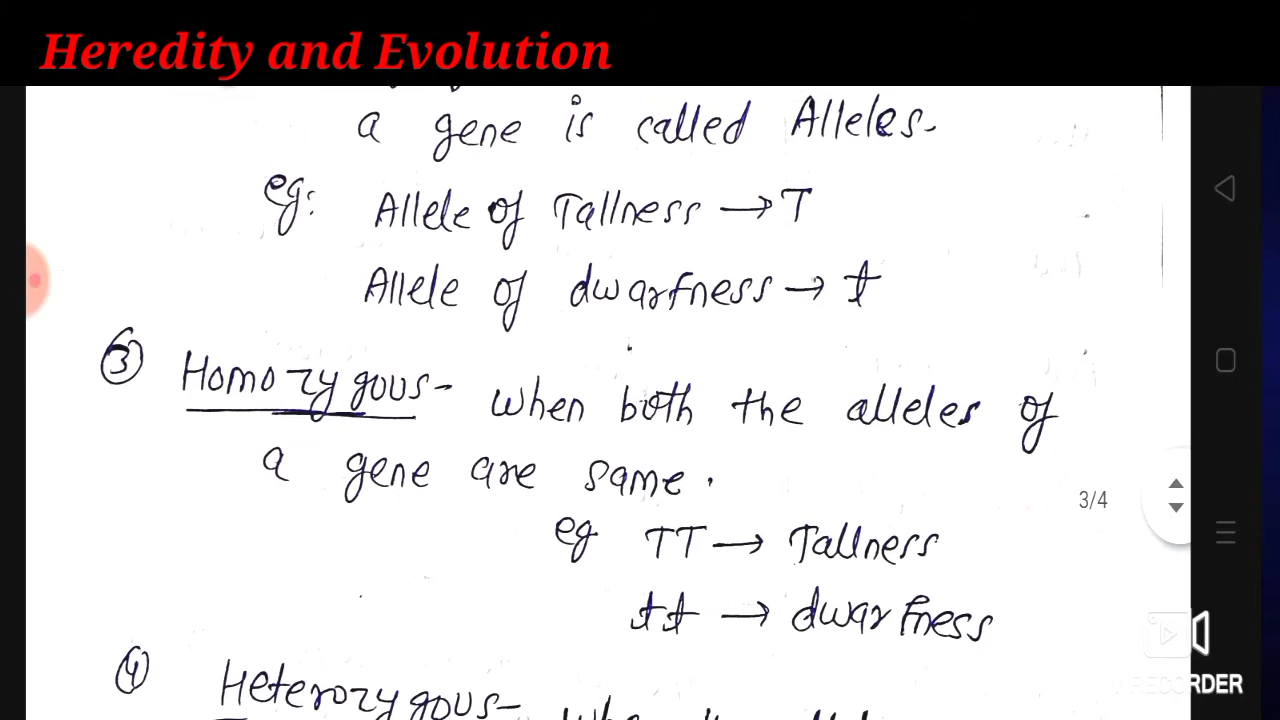 Heredity and Evolution
a gene is called Alleles.
eg: Allele of Tallness → T
Allele of dwarfness → t
③ Homozygous - when both the alleles of
a gene are same.
3/4
eg TT → Tallness
tt → dwarfness
④ Heterozygous -
RECORDER